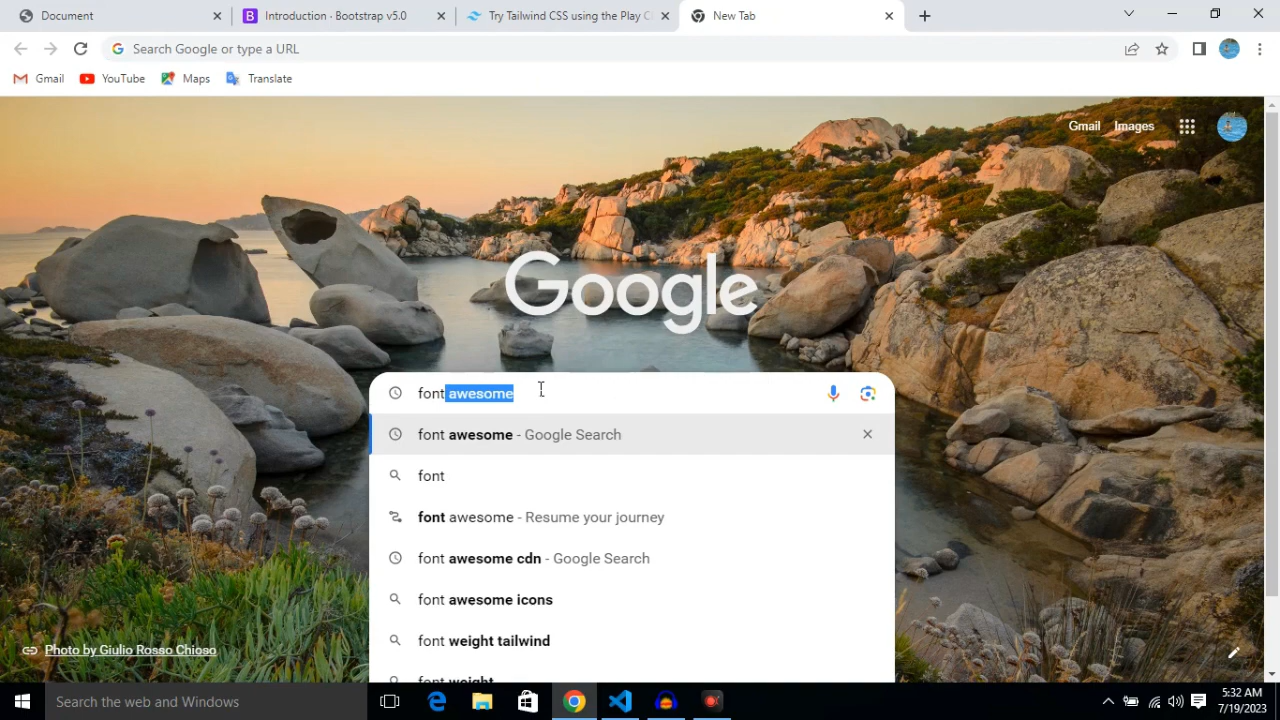 Document
Introduction · Bootstrap v5.0
Try Tailwind CSS using the Play C
New Tab
Search Google or type a URL
Gmail
YouTube
Maps
Translate
Gmail
Images
Google
font awesome
font awesome - Google Search
font
font awesome - Resume your journey
font awesome cdn - Google Search
font awesome icons
font weight tailwind
font weight
Photo by Giulio Rosso Chioso
Search the web and Windows
5:32 AM
7/19/2023